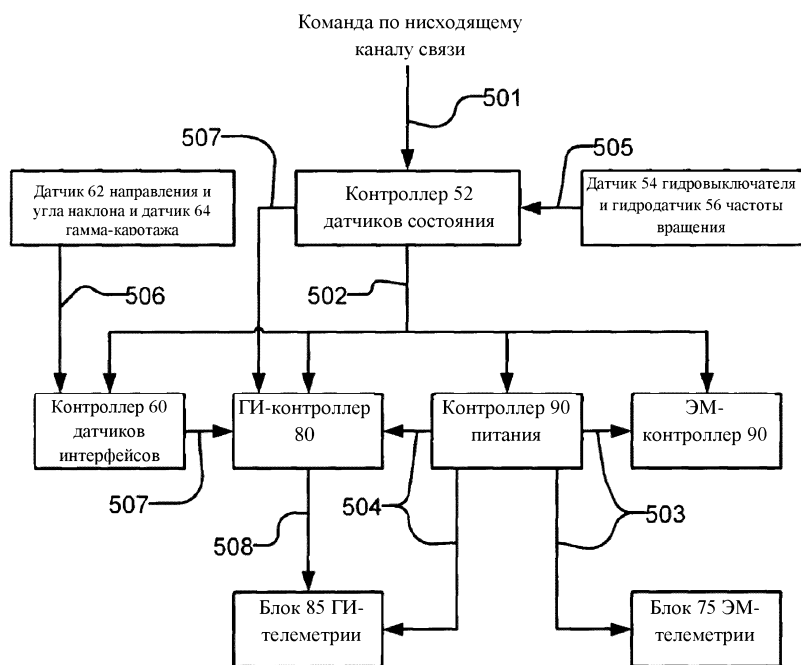 Команда по нисходящему
каналу связи
501
507
505
Датчик 62 направления и
угла наклона и датчик 64
гамма-каротажа
Контроллер 52
датчиков состояния
Датчик 54 гидровыключателя
и гидродатчик 56 частоты
вращения
506
502
Контроллер 60
датчиков
интерфейсов
ГИ-контроллер
80
Контроллер 90
питания
ЭМ-
контроллер 90
507
508
504
503
Блок 85 ГИ-
телеметрии
Блок 75 ЭМ-
телеметрии